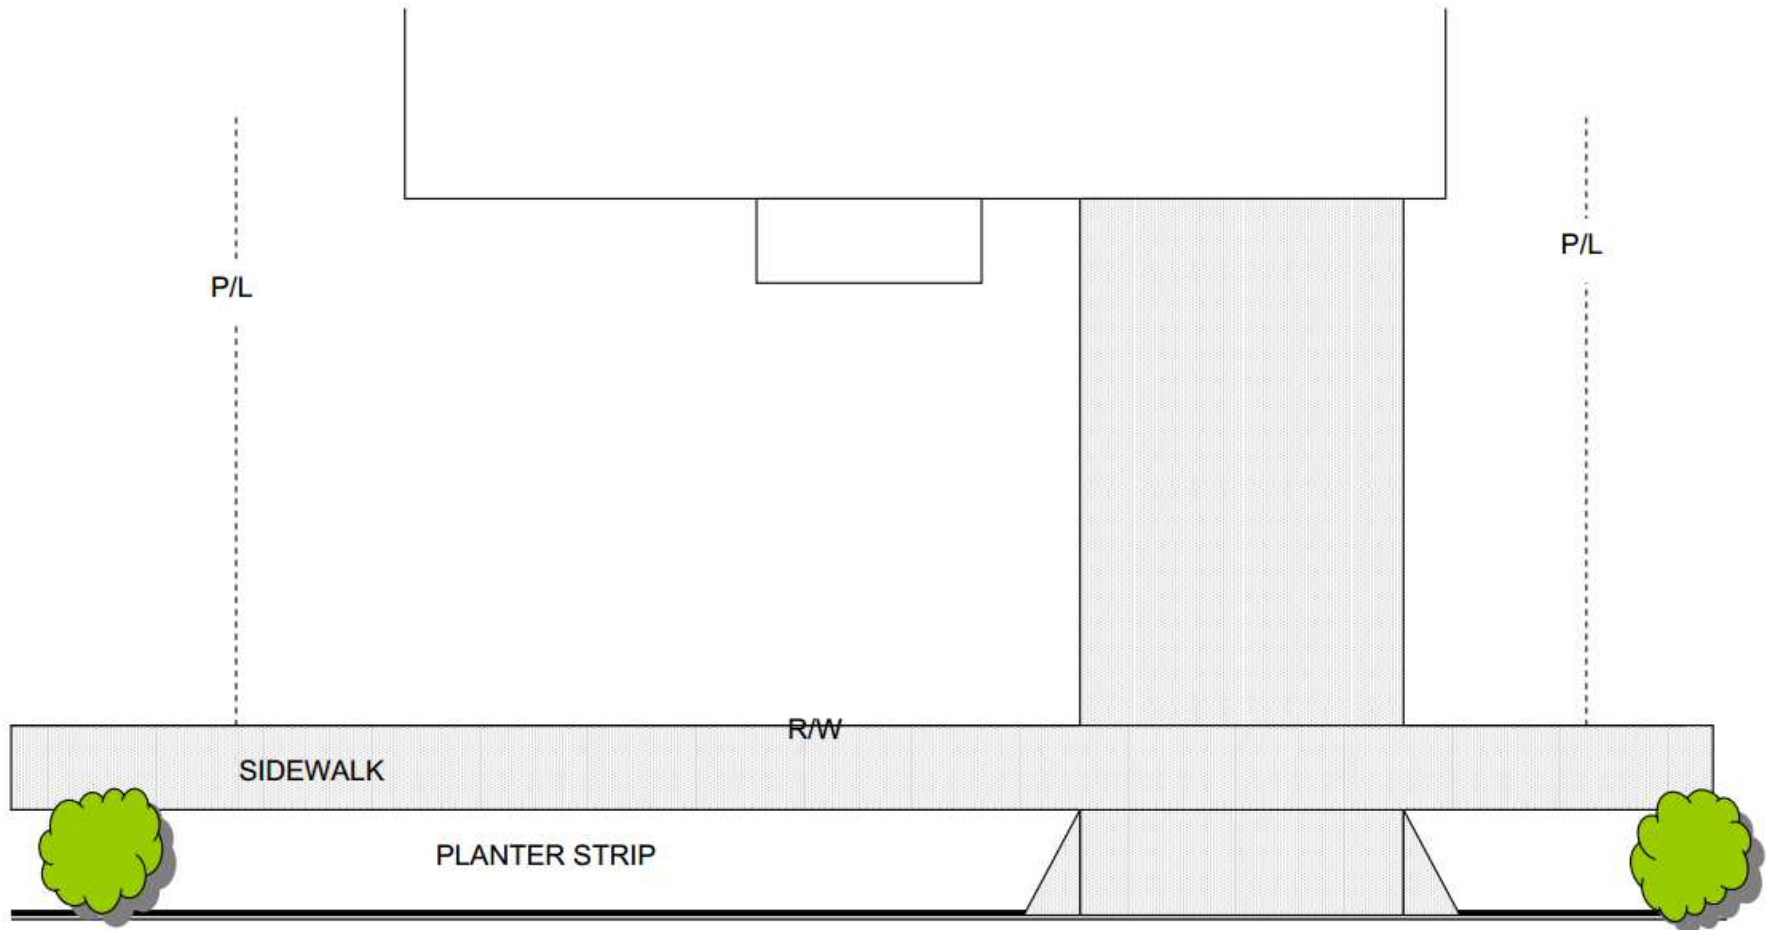 P/L
P/L
R/W
SIDEWALK
PLANTER STRIP